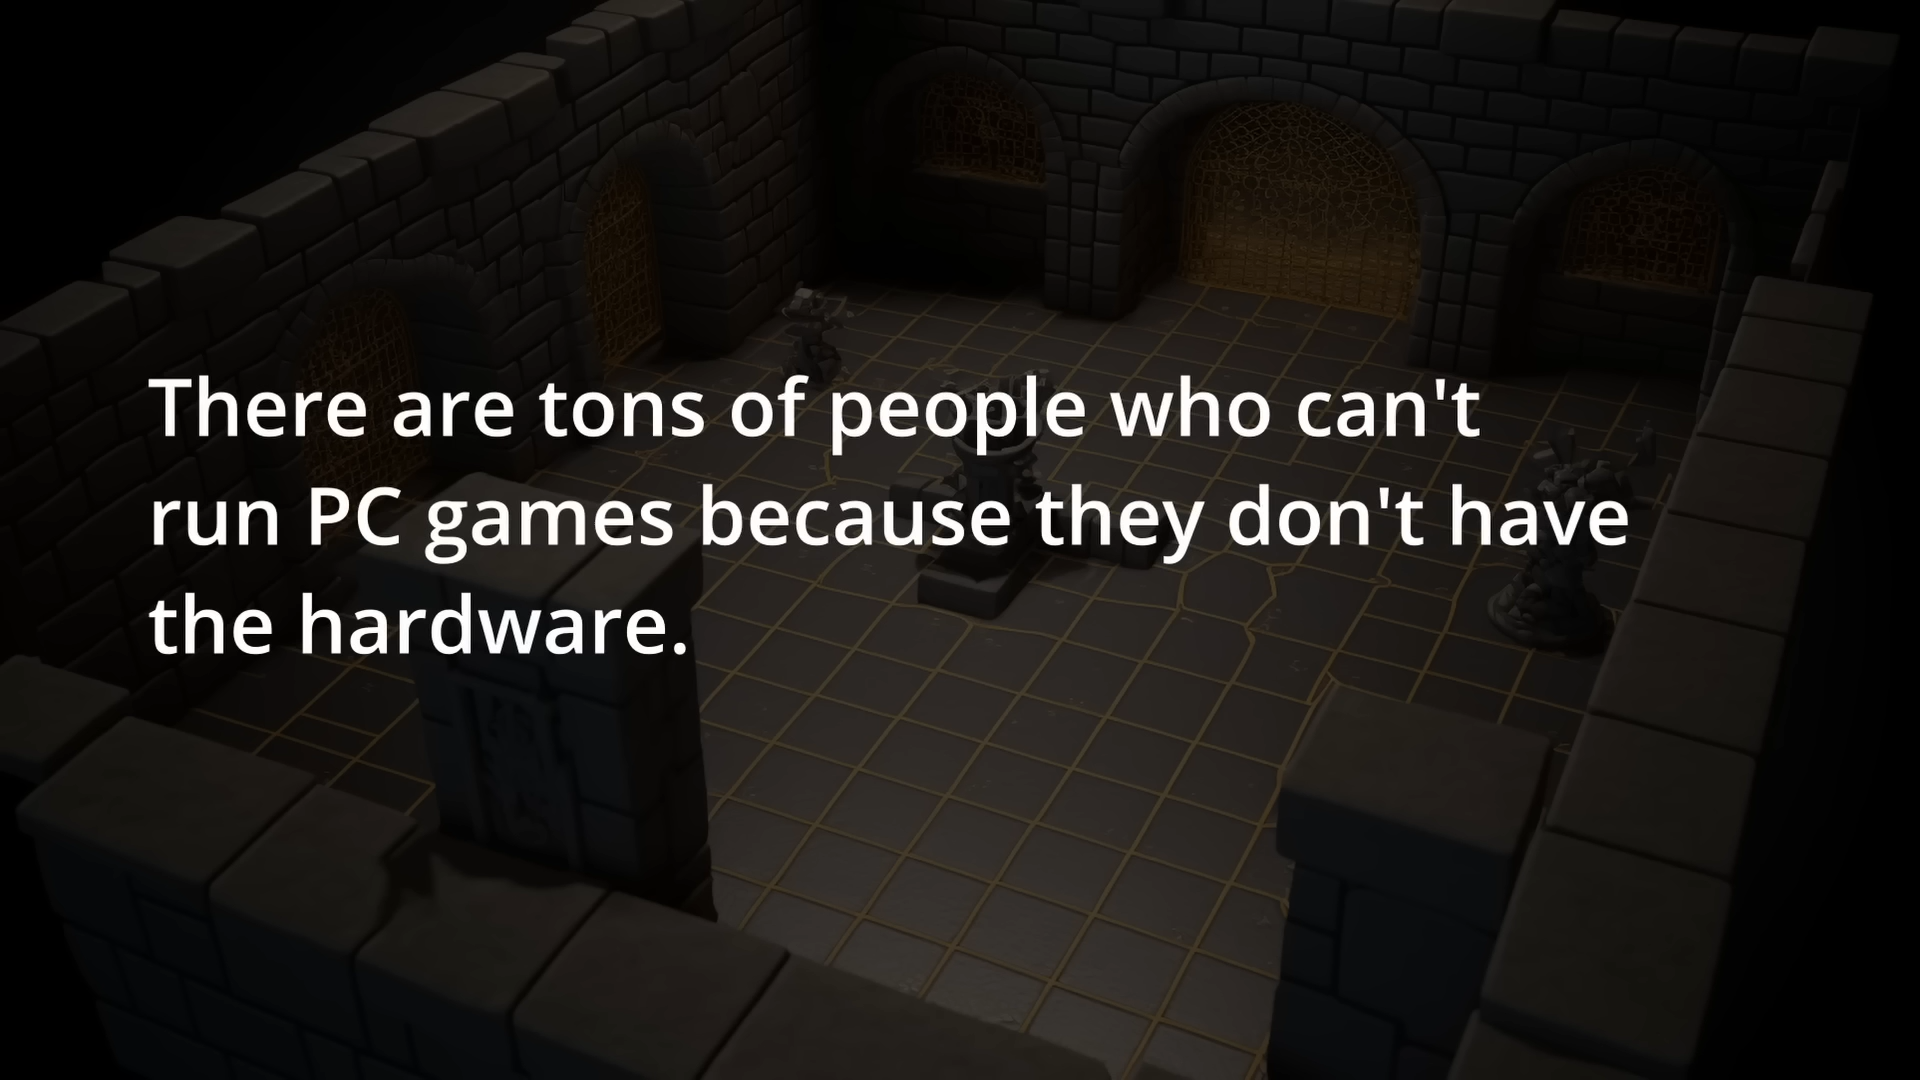 There are tons of people who can't
run PC games because they don't have
the hardware.